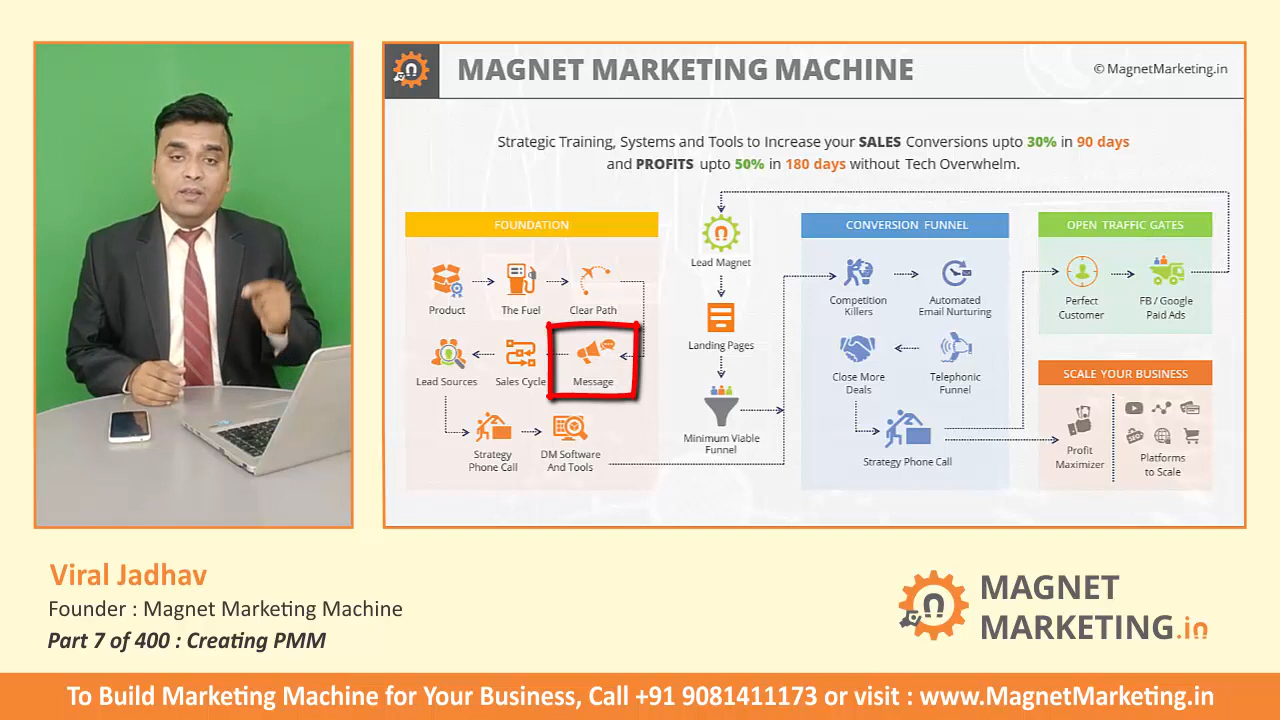 MAGNET MARKETING MACHINE
© MagnetMarketing.in
Strategic Training, Systems and Tools to Increase your SALES Conversions upto 30% in 90 days
and PROFITS upto 50% in 180 days without Tech Overwhelm.
FOUNDATION
Product
The Fuel
Clear Path
Lead Sources
Sales Cycle
Message
Strategy
Phone Call
DM Software
And Tools
Lead Magnet
Landing Pages
Minimum Viable
Funnel
CONVERSION FUNNEL
Competition
Killers
Automated
Email Nurturing
Close More
Deals
Telephonic
Funnel
Strategy Phone Call
OPEN TRAFFIC GATES
Perfect
Customer
FB / Google
Paid Ads
SCALE YOUR BUSINESS
Profit
Maximizer
SEO
Platforms
to Scale
Viral Jadhav
Founder : Magnet Marketing Machine
Part 7 of 400 : Creating PMM
MAGNET
MARKETING.in
To Build Marketing Machine for Your Business, Call +91 9081411173 or visit : www.MagnetMarketing.in